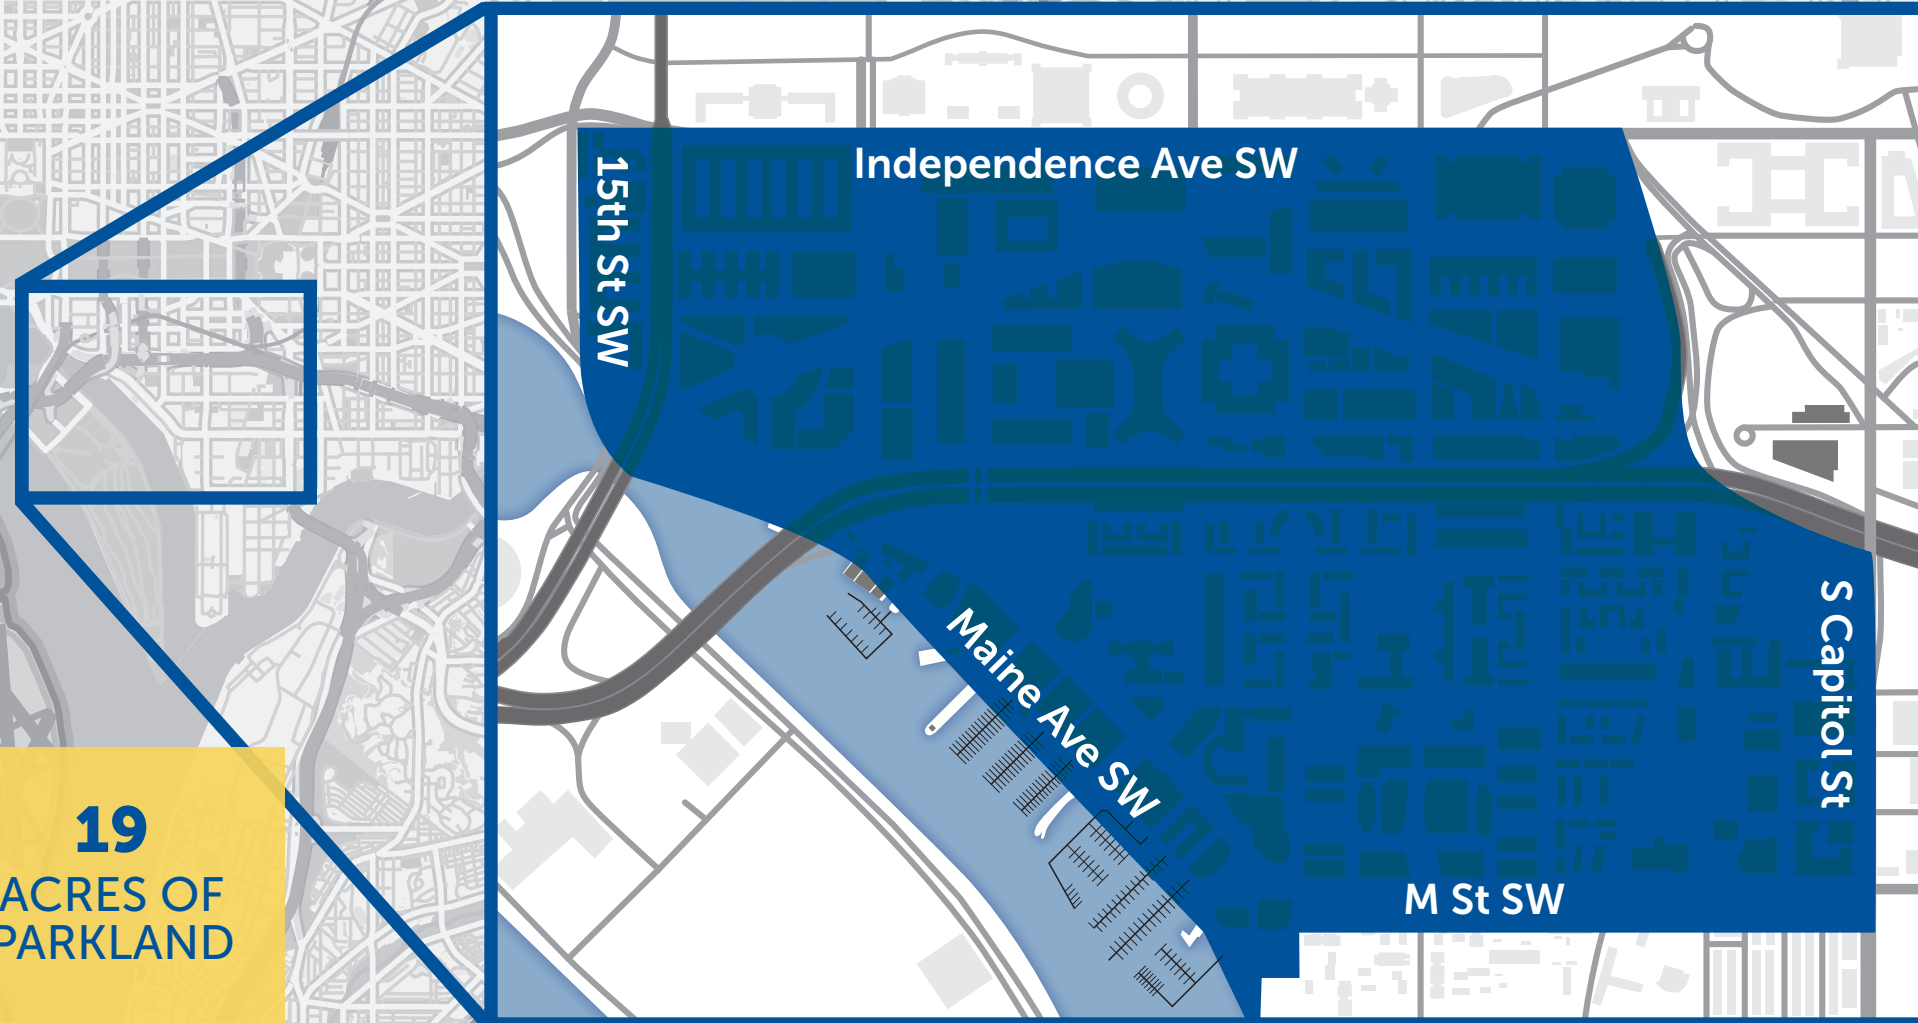 Independence Ave SW
15th St SW
Maine Ave SW
S Capitol St
M St SW
19
ACRES OF
PARKLAND